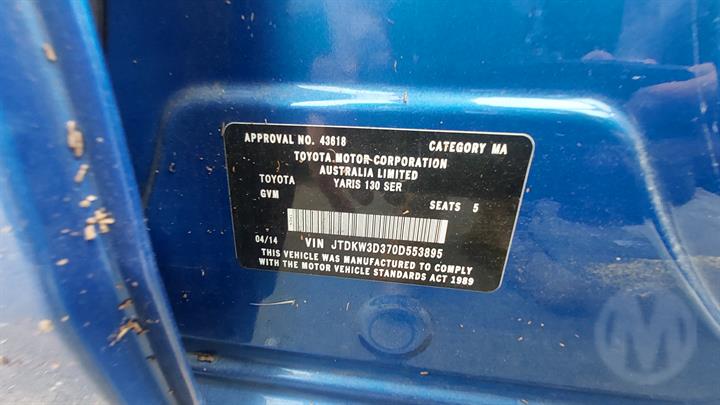 APPROVAL NO. 43618 CATEGORY MA
TOYOTA MOTOR CORPORATION
AUSTRALIA LIMITED
TOYOTA YARIS 130 SER
GVM SEATS 5
04/14 VIN JTDKW3D370D553895
THIS VEHICLE WAS MANUFACTURED TO COMPLY
WITH THE MOTOR VEHICLE STANDARDS ACT 1989
M